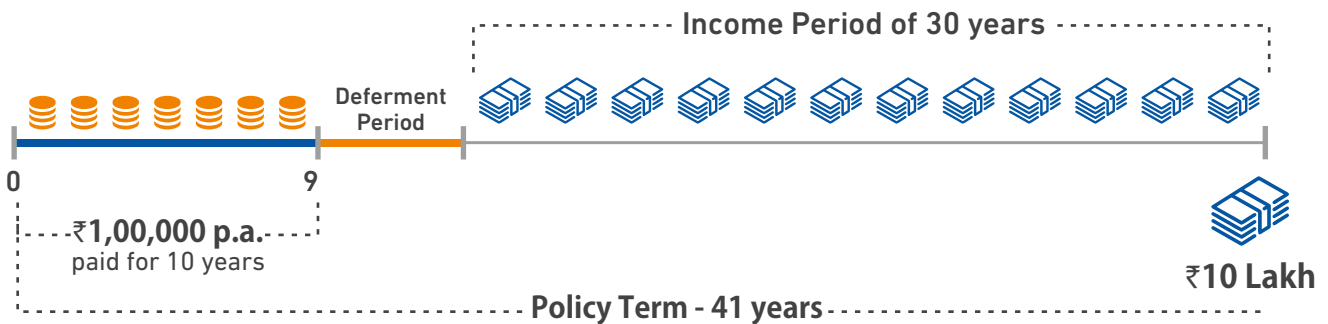 Income Period of 30 years
Deferment
Period
0
9
₹1,00,000 p.a.
paid for 10 years
₹10 Lakh
Policy Term - 41 years